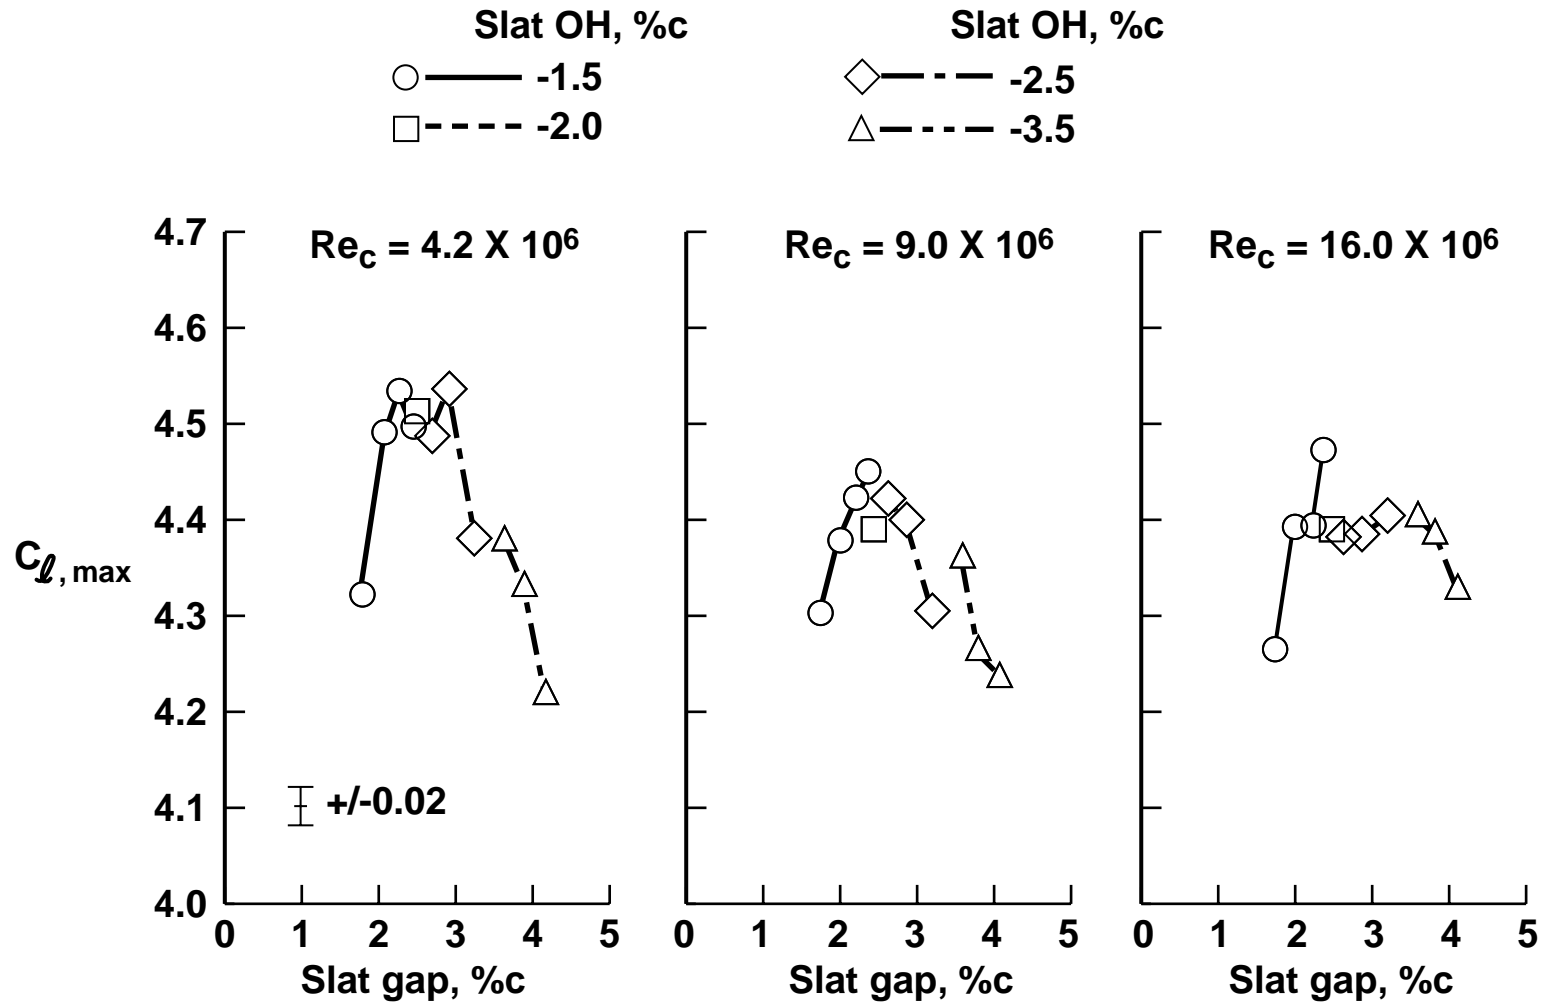 Slat OH, %c Slat OH, %c
-1.5 -2.5
-2.0 -3.5
4.7 Re_c = 4.2 X 10^6 Re_c = 9.0 X 10^6 Re_c = 16.0 X 10^6
4.6
4.5
4.4
C_ℓ, max
4.3
4.2
4.1 +/-0.02
4.0
0 1 2 3 4 5 0 1 2 3 4 5 0 1 2 3 4 5
Slat gap, %c Slat gap, %c Slat gap, %c